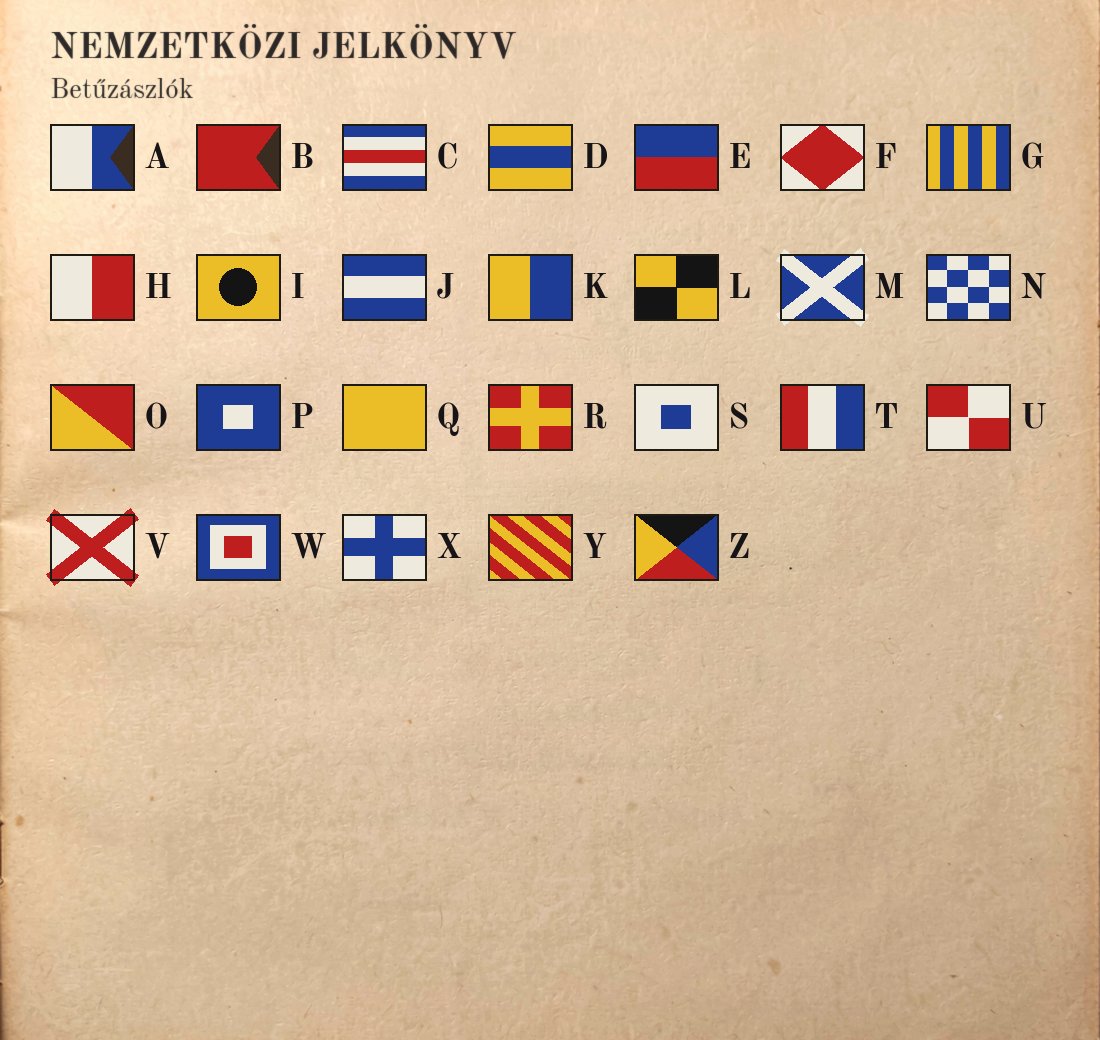 NEMZETKÖZI JELKÖNYV
Betűzászlók
A B C D E F G
H I J K L M N
O P Q R S T U
V W X Y Z